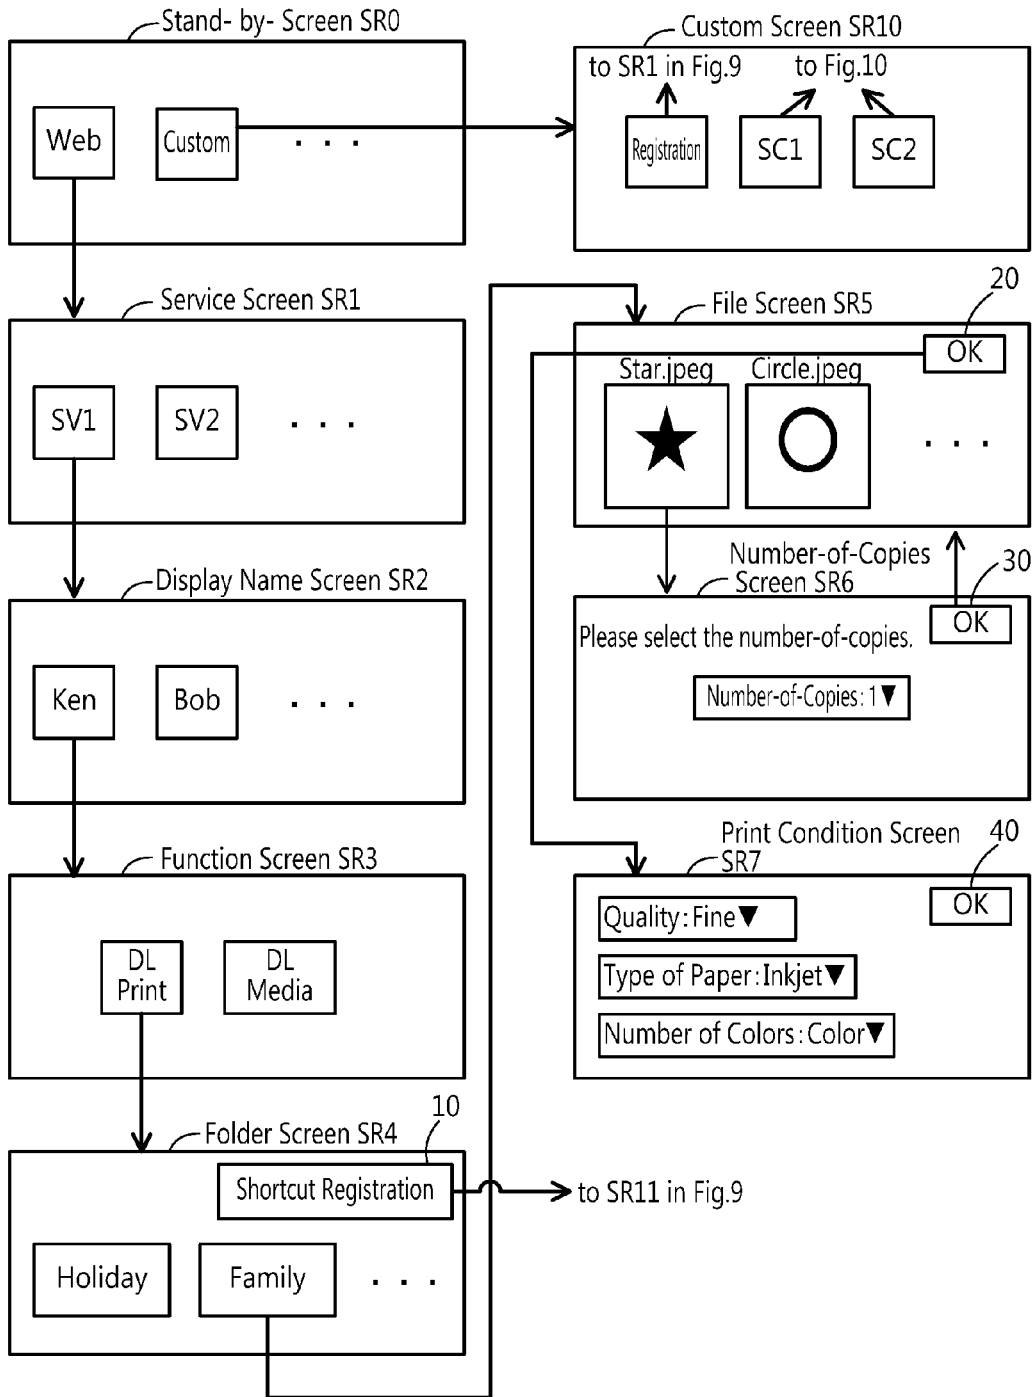 Stand- by- Screen SR0
Web
Custom
. . .
Custom Screen SR10
to SR1 in Fig.9
to Fig.10
Registration
SC1
SC2
Service Screen SR1
SV1
SV2
. . .
Display Name Screen SR2
Ken
Bob
. . .
Function Screen SR3
DL
Print
DL
Media
Folder Screen SR4
10
Shortcut Registration
to SR11 in Fig.9
Holiday
Family
. . .
File Screen SR5
20
OK
Star.jpeg
Circle.jpeg
. . .
Number-of-Copies
Screen SR6
30
OK
Please select the number-of-copies.
Number-of-Copies:1▼
Print Condition Screen
SR7
40
OK
Quality:Fine▼
Type of Paper:Inkjet▼
Number of Colors:Color▼